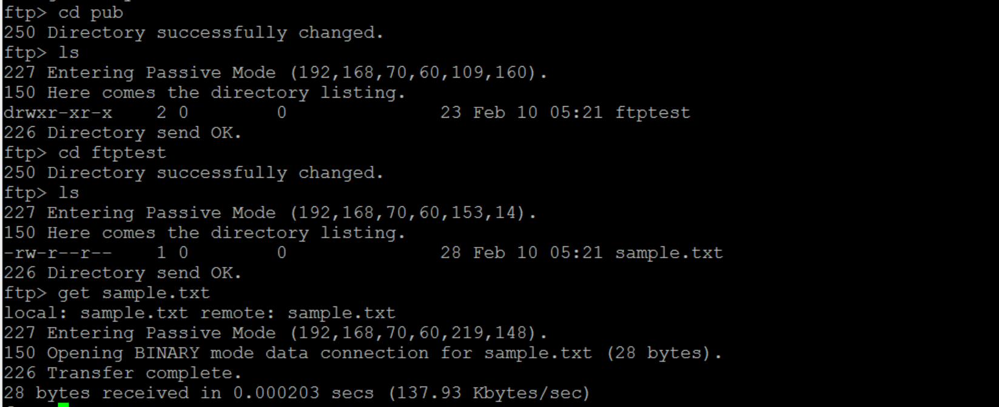 ftp> cd pub
250 Directory successfully changed.
ftp> ls
227 Entering Passive Mode (192,168,70,60,109,160).
150 Here comes the directory listing.
drwxr-xr-x    2 0        0              23 Feb 10 05:21 ftptest
226 Directory send OK.
ftp> cd ftptest
250 Directory successfully changed.
ftp> ls
227 Entering Passive Mode (192,168,70,60,153,14).
150 Here comes the directory listing.
-rw-r--r--    1 0        0              28 Feb 10 05:21 sample.txt
226 Directory send OK.
ftp> get sample.txt
local: sample.txt remote: sample.txt
227 Entering Passive Mode (192,168,70,60,219,148).
150 Opening BINARY mode data connection for sample.txt (28 bytes).
226 Transfer complete.
28 bytes received in 0.000203 secs (137.93 Kbytes/sec)